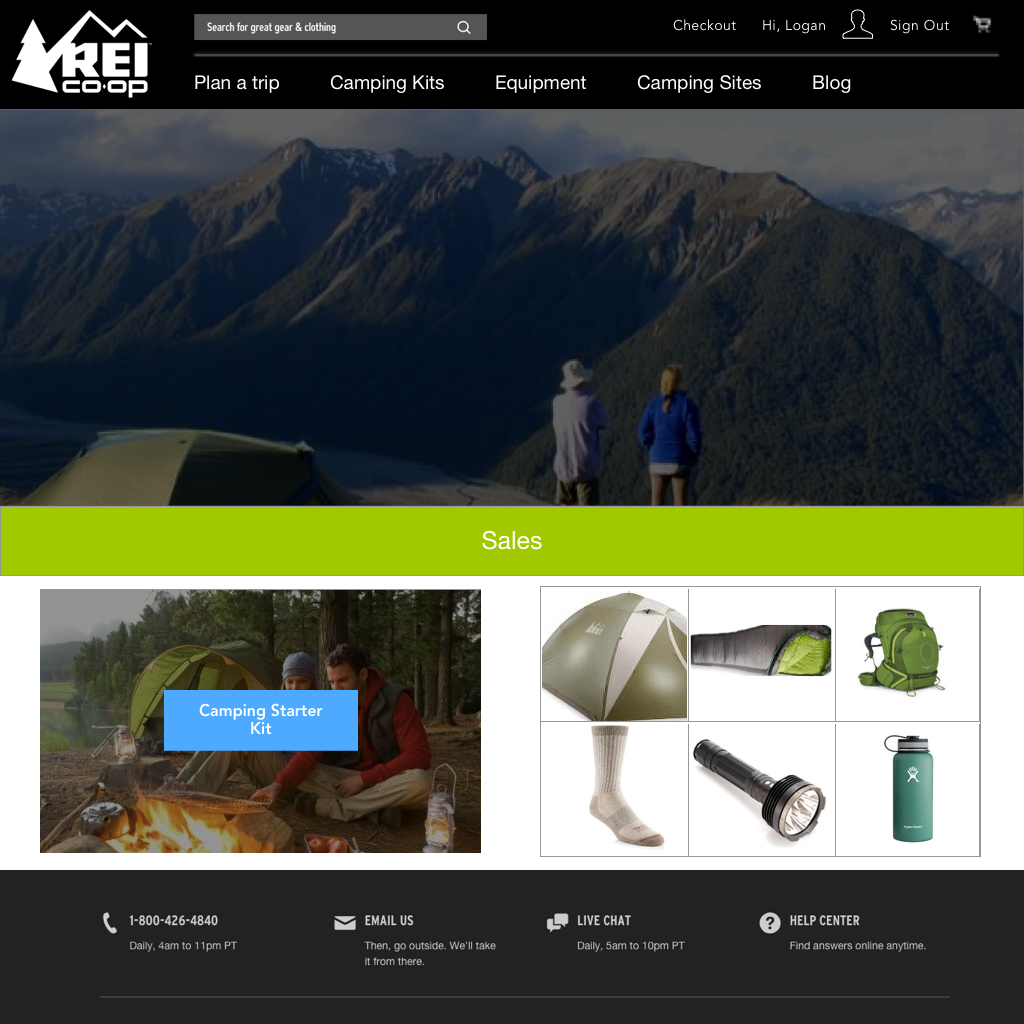 REI
co·op
Search for great gear & clothing
Checkout
Hi, Logan
Sign Out
Plan a trip
Camping Kits
Equipment
Camping Sites
Blog
Sales
Camping Starter
Kit
REI
1-800-426-4840
Daily, 4am to 11pm PT
EMAIL US
Then, go outside. We'll take
it from there.
LIVE CHAT
Daily, 5am to 10pm PT
HELP CENTER
Find answers online anytime.